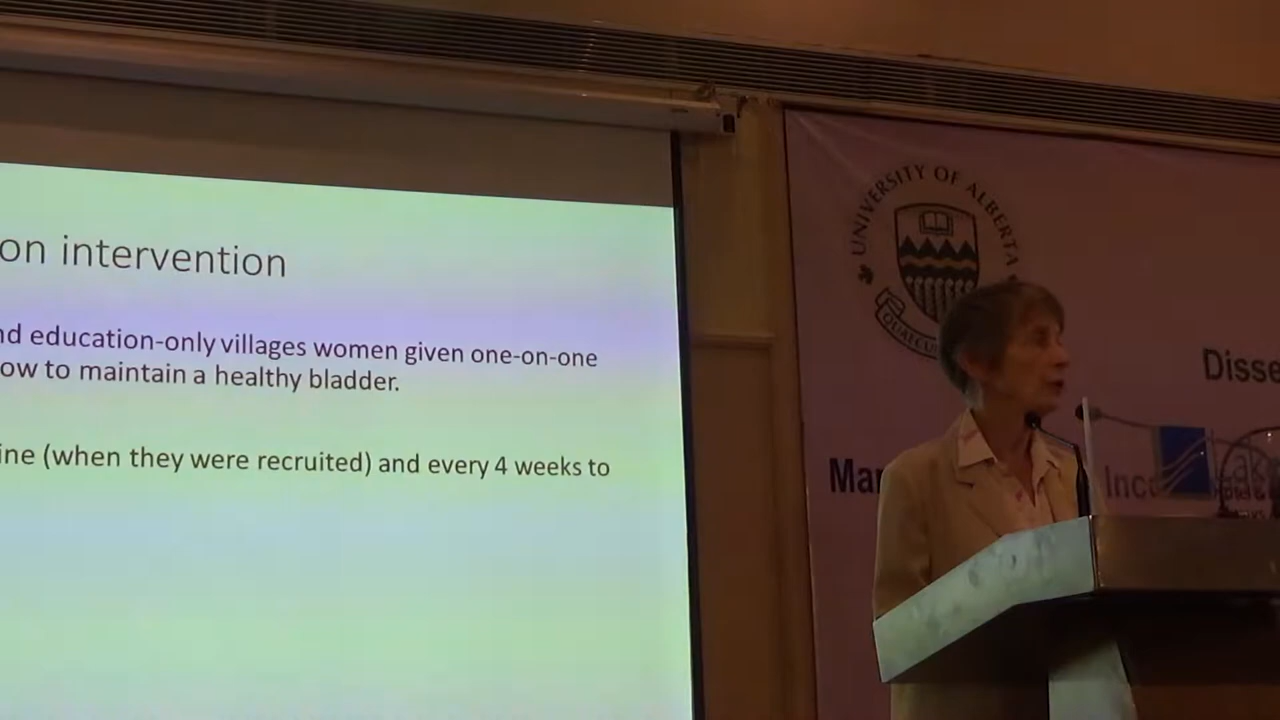 on intervention
nd education-only villages women given one-on-one
ow to maintain a healthy bladder.
ine (when they were recruited) and every 4 weeks to
UNIVERSITY OF ALBERTA
Disse
Inc